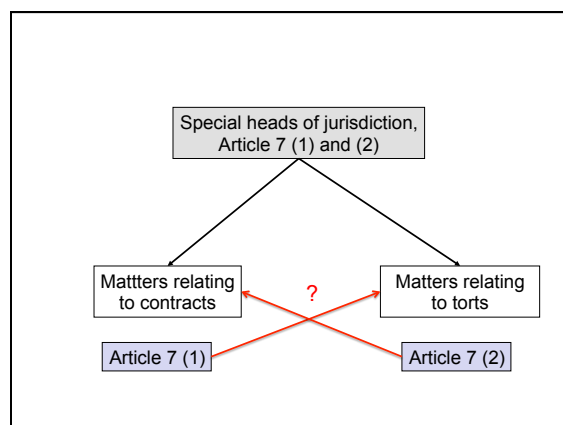 Special heads of jurisdiction,
Article 7 (1) and (2)
Mattters relating
to contracts
?
Matters relating
to torts
Article 7 (1)
Article 7 (2)